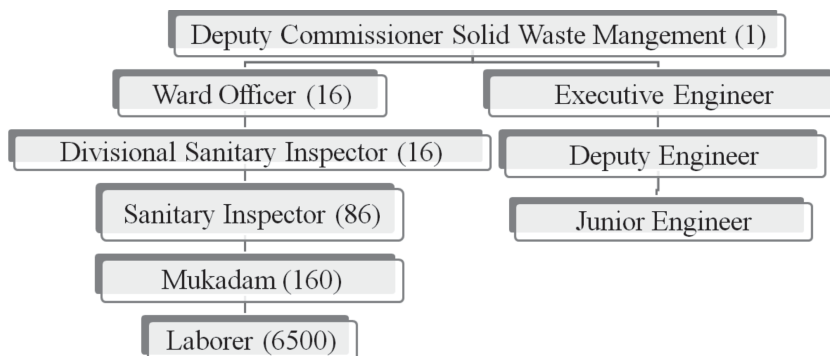 Deputy Commissioner Solid Waste Mangement (1)
Ward Officer (16)
Executive Engineer
Divisional Sanitary Inspector (16)
Deputy Engineer
Sanitary Inspector (86)
Junior Engineer
Mukadam (160)
Laborer (6500)